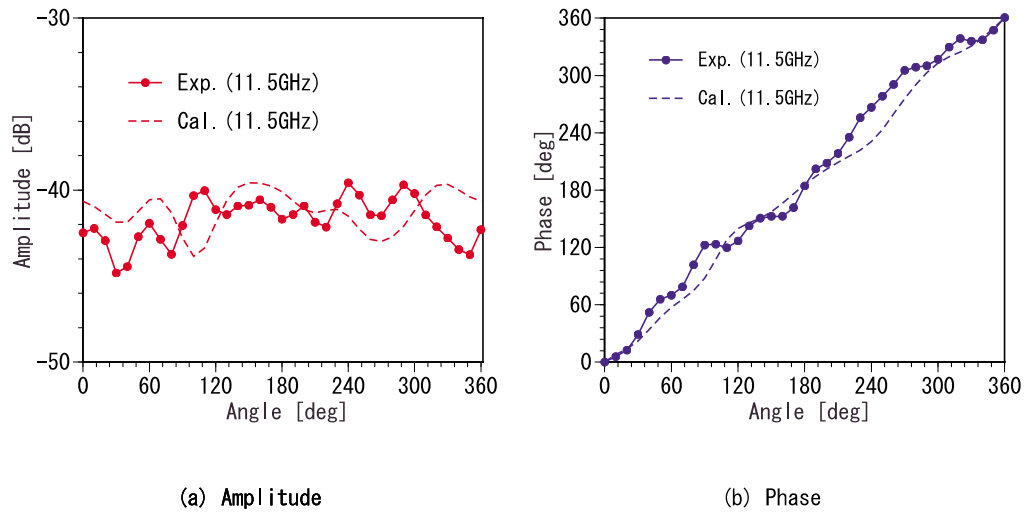 -30
-40
-50
Amplitude [dB]
Exp.(11.5GHz)
Cal.(11.5GHz)
0 60 120 180 240 300 360
Angle [deg]
(a) Amplitude
360
300
240
180
120
60
0
Phase [deg]
Exp.(11.5GHz)
Cal.(11.5GHz)
0 60 120 180 240 300 360
Angle [deg]
(b) Phase